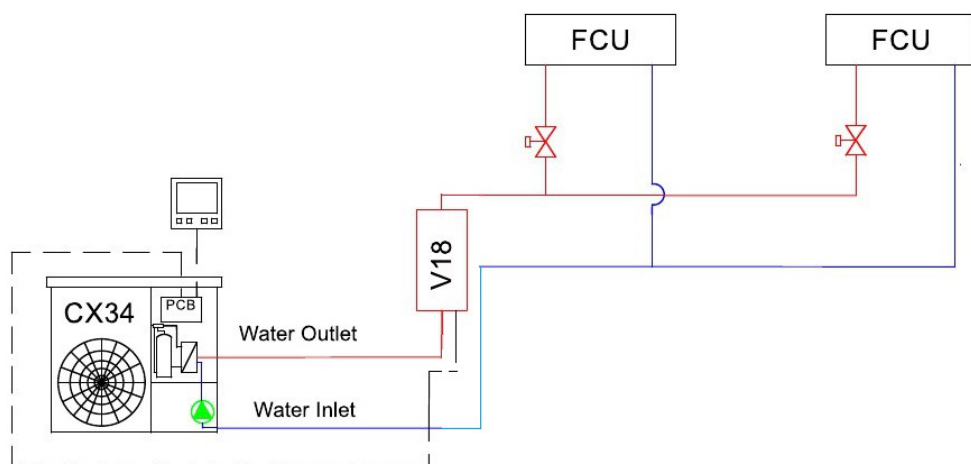 FCU
FCU
V18
PCB
CX34
Water Outlet
Water Inlet